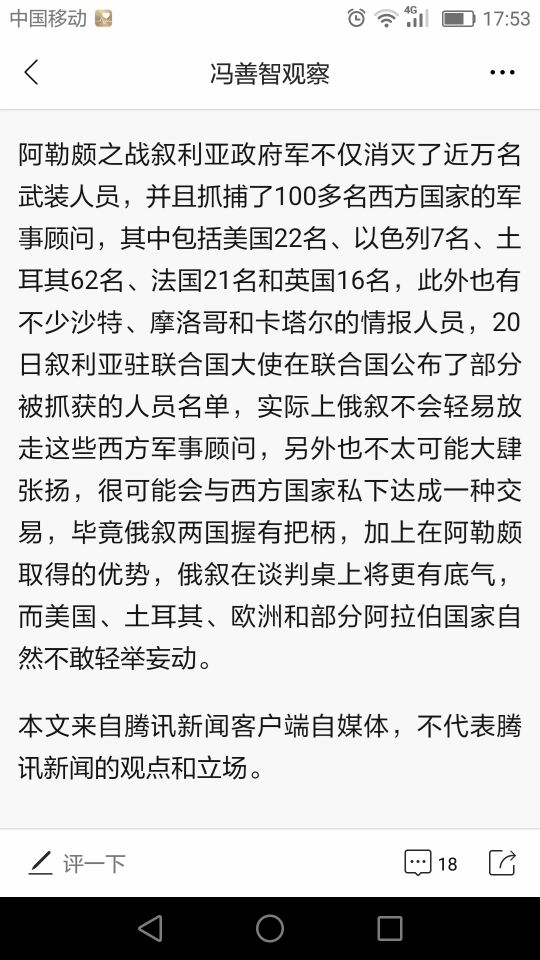 中国移动
4G
17:53
冯善智观察
阿勒颇之战叙利亚政府军不仅消灭了近万名
武装人员，并且抓捕了100多名西方国家的军
事顾问，其中包括美国22名、以色列7名、土
耳其62名、法国21名和英国16名，此外也有
不少沙特、摩洛哥和卡塔尔的情报人员，20
日叙利亚驻联合国大使在联合国公布了部分
被抓获的人员名单，实际上俄叙不会轻易放
走这些西方军事顾问，另外也不太可能大肆
张扬，很可能会与西方国家私下达成一种交
易，毕竟俄叙两国握有把柄，加上在阿勒颇
取得的优势，俄叙在谈判桌上将更有底气，
而美国、土耳其、欧洲和部分阿拉伯国家自
然不敢轻举妄动。
本文来自腾讯新闻客户端自媒体，不代表腾
讯新闻的观点和立场。
评一下
18